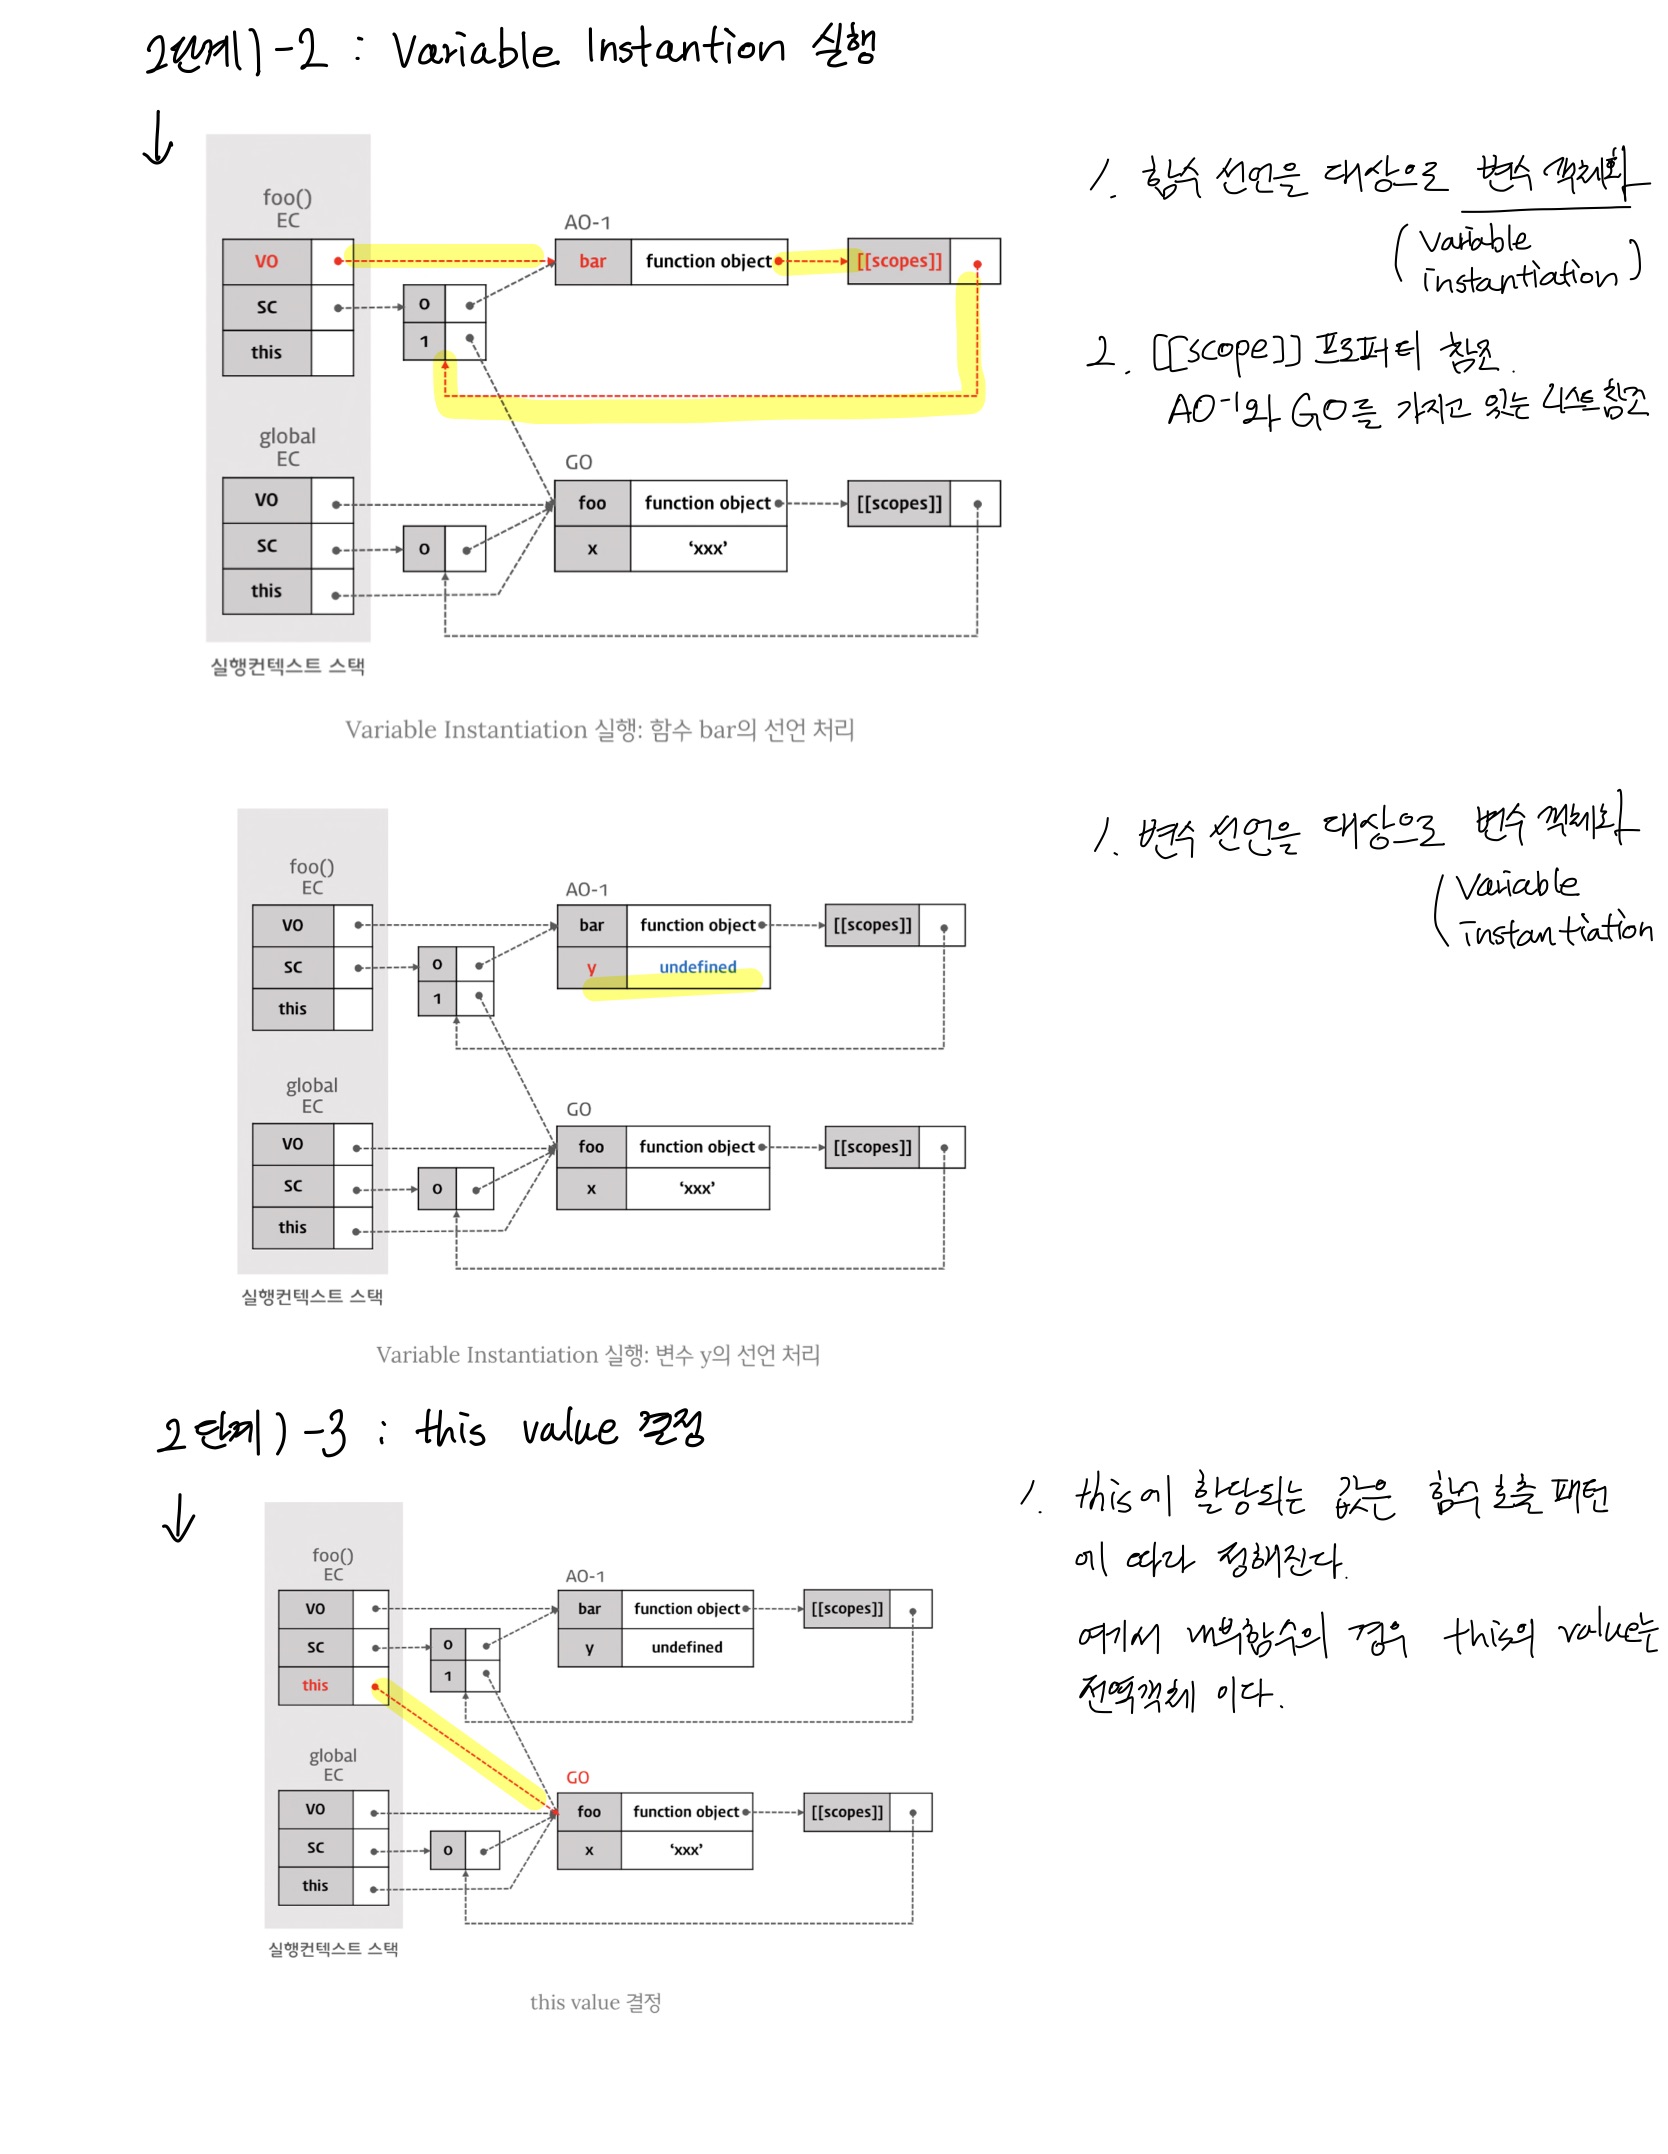 2단계)-2 : Variable Instantion 실행
foo()
EC
VO
SC
this
0
1
AO-1
bar function object
[[scopes]]
global
EC
VO
SC
this
0
GO
foo function object
x 'xxx'
[[scopes]]
실행컨텍스트 스택
Variable Instantiation 실행: 함수 bar의 선언 처리
1. 함수 선언을 대상으로 변수 객체화
(variable
instantiation)
2. [[scope]] 프로퍼티 참조.
AO-1와 GO를 가지고 있는 리스트 참조
foo()
EC
VO
SC
this
0
1
AO-1
bar function object
y undefined
[[scopes]]
global
EC
VO
SC
this
0
GO
foo function object
x 'xxx'
[[scopes]]
실행컨텍스트 스택
Variable Instantiation 실행: 변수 y의 선언 처리
1. 변수 선언을 대상으로 변수 객체화
(variable
instantiation
2단계)-3 : this value 결정
foo()
EC
VO
SC
this
0
1
AO-1
bar function object
y undefined
[[scopes]]
global
EC
VO
SC
this
0
GO
foo function object
x 'xxx'
[[scopes]]
실행컨텍스트 스택
this value 결정
1. this에 할당되는 값은 함수 호출 패턴
에 따라 정해진다.
여기서 내부함수의 경우 this의 value는
전역객체 이다.